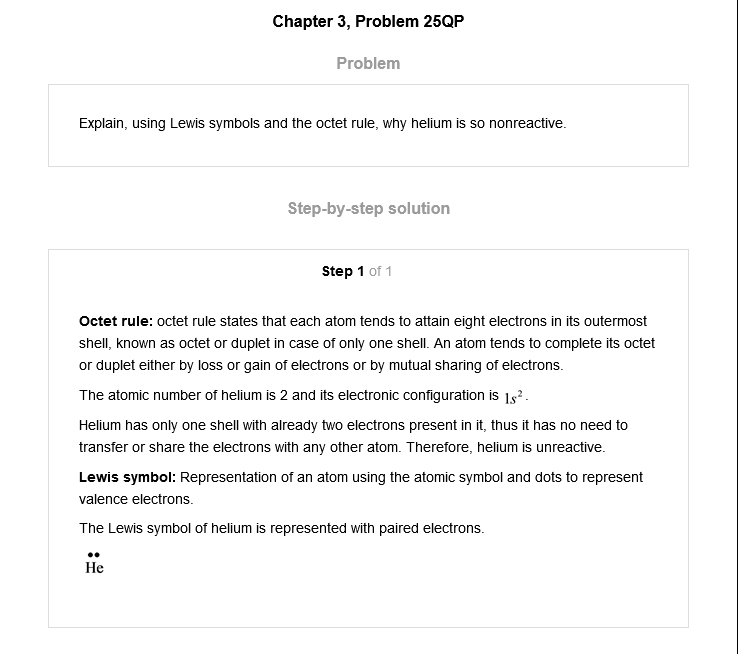 Chapter 3, Problem 25QP
Problem
Explain, using Lewis symbols and the octet rule, why helium is so nonreactive.
Step-by-step solution
Step 1 of 1
Octet rule: octet rule states that each atom tends to attain eight electrons in its outermost
shell, known as octet or duplet in case of only one shell. An atom tends to complete its octet
or duplet either by loss or gain of electrons or by mutual sharing of electrons.
The atomic number of helium is 2 and its electronic configuration is 1s².
Helium has only one shell with already two electrons present in it, thus it has no need to
transfer or share the electrons with any other atom. Therefore, helium is unreactive.
Lewis symbol: Representation of an atom using the atomic symbol and dots to represent
valence electrons.
The Lewis symbol of helium is represented with paired electrons.
••
He